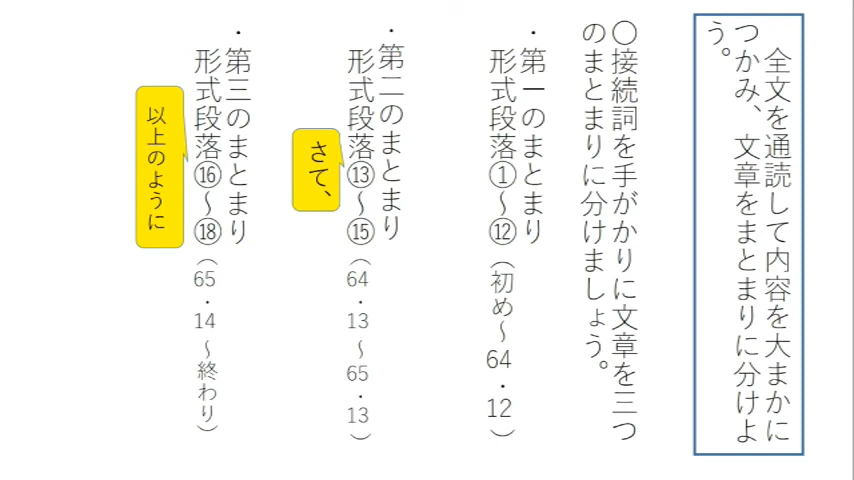 全文を通読して内容を大まかに
つかみ、文章をまとまりに分けよ
う。
〇接続詞を手がかりに文章を三つ
のまとまりに分けましょう。
・第一のまとまり
形式段落①～⑫（初め～64・12）
・第二のまとまり
形式段落⑬～⑮（64・13～65・13）
さて、
・第三のまとまり
形式段落⑯～⑱（65・14～終わり）
以上のように